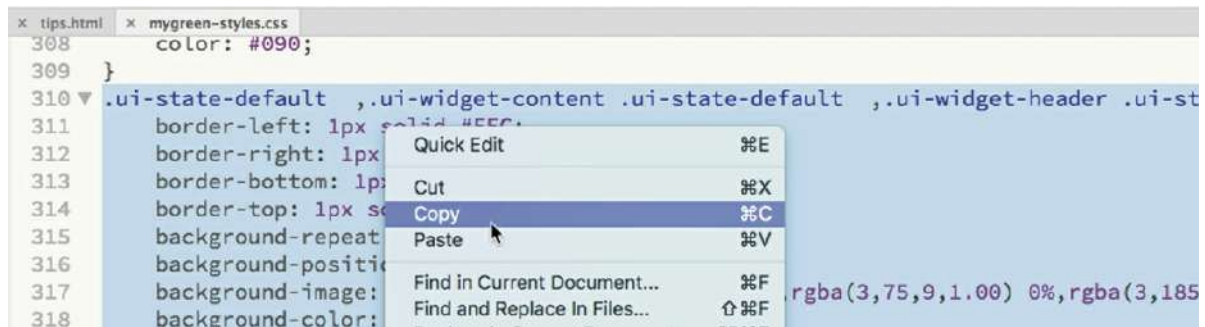 × tips.html × mygreen-styles.css
308 color: #090;
309 }
310 ▼ .ui-state-default ,.ui-widget-content .ui-state-default ,.ui-widget-header .ui-st
311 border-left: 1px solid #FFC;
312 border-right: 1px
313 border-bottom: 1p
314 border-top: 1px s
315 background-repeat
316 background-positi
317 background-image: ,rgba(3,75,9,1.00) 0%,rgba(3,185
318 background-color:
Quick Edit ⌘E
Cut ⌘X
Copy ⌘C
Paste ⌘V
Find in Current Document... ⌘F
Find and Replace In Files... ⇧⌘F